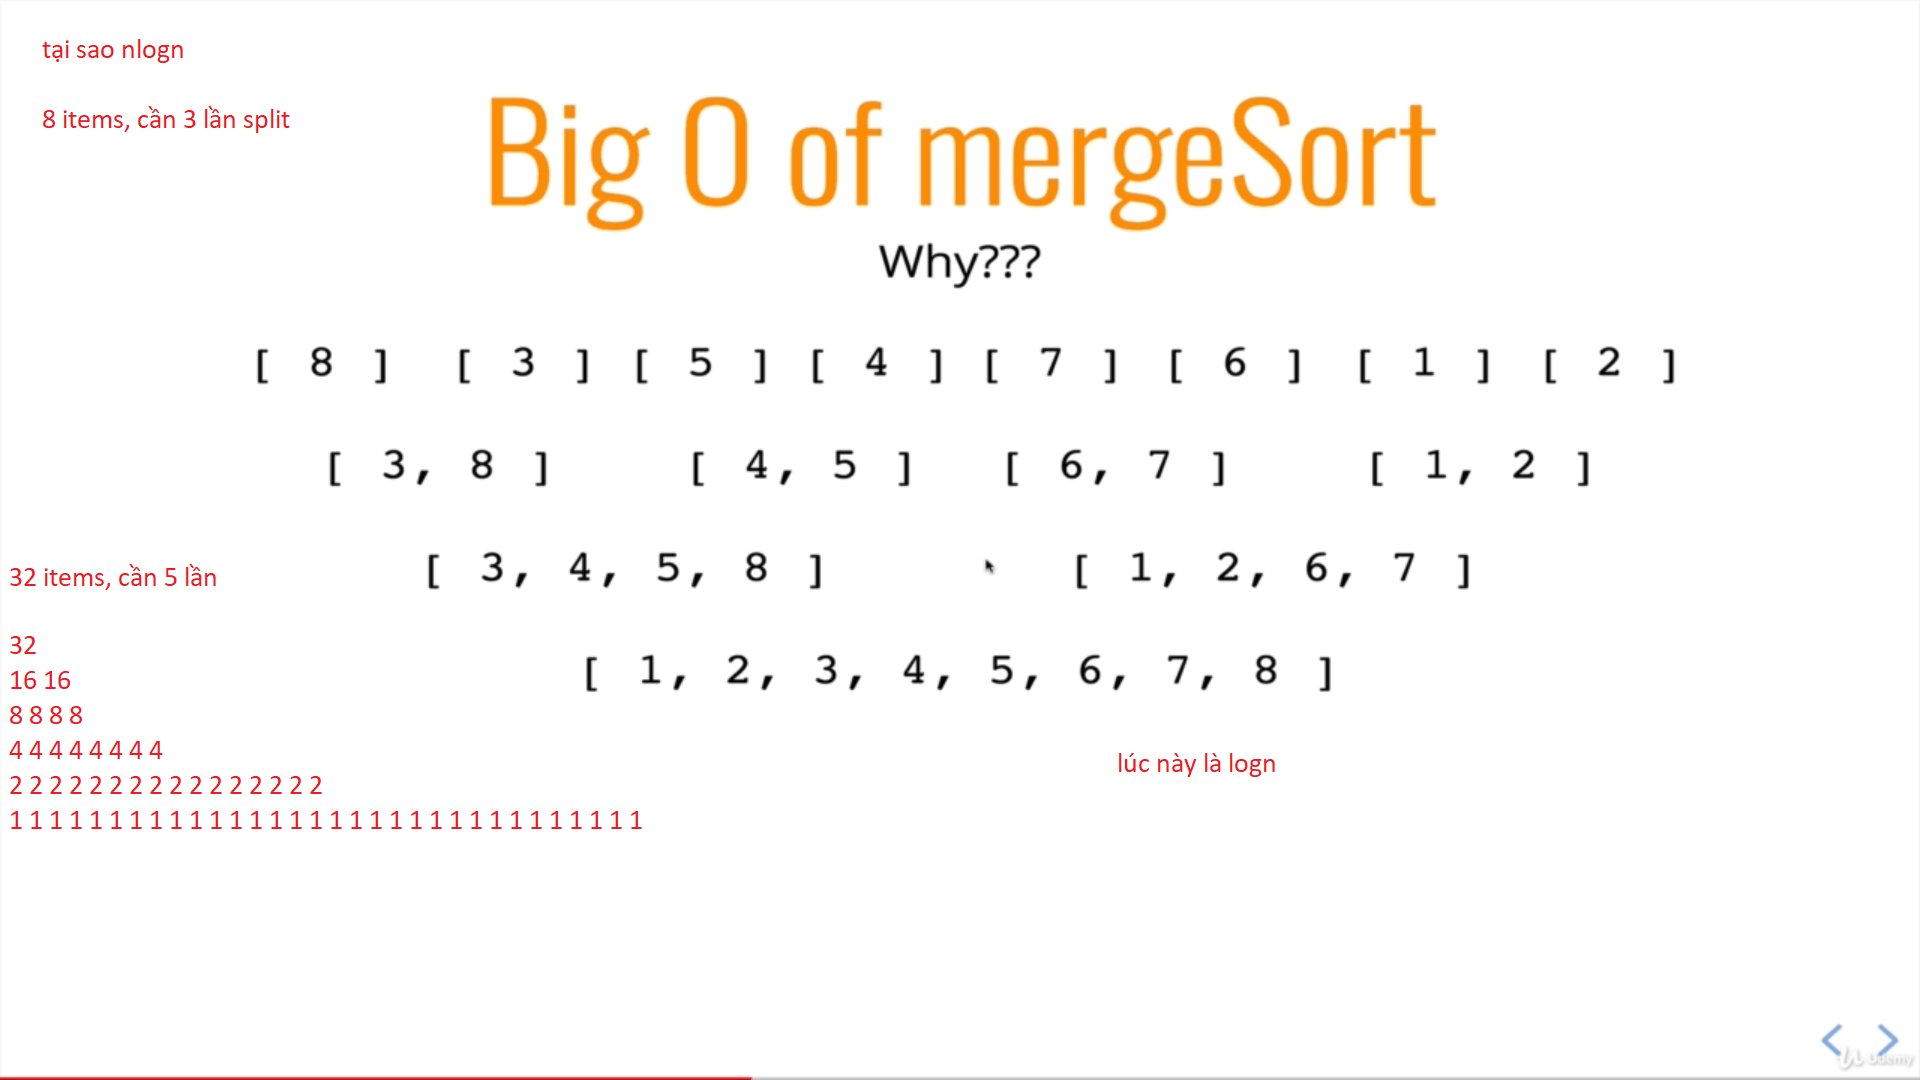 tại sao nlogn
8 items, cần 3 lần split
Big O of mergeSort
Why???
[ 8 ] [ 3 ] [ 5 ] [ 4 ] [ 7 ] [ 6 ] [ 1 ] [ 2 ]
[ 3, 8 ] [ 4, 5 ] [ 6, 7 ] [ 1, 2 ]
[ 3, 4, 5, 8 ] [ 1, 2, 6, 7 ]
[ 1, 2, 3, 4, 5, 6, 7, 8 ]
32 items, cần 5 lần
32
16 16
8 8 8 8
4 4 4 4 4 4 4 4
2 2 2 2 2 2 2 2 2 2 2 2 2 2 2 2
1 1 1 1 1 1 1 1 1 1 1 1 1 1 1 1 1 1 1 1 1 1 1 1 1 1 1 1 1 1 1 1
lúc này là logn
Udemy